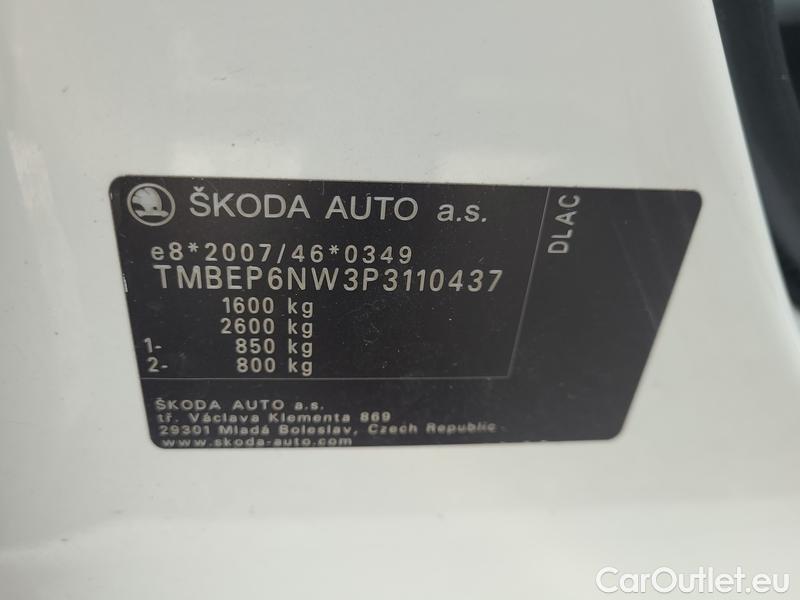 ŠKODA AUTO a.s.
DLAC
e8*2007/46*0349
TMBEP6NW3P3110437
1600 kg
2600 kg
1- 850 kg
2- 800 kg
ŠKODA AUTO a.s.
tř. Václava Klementa 869
29301 Mladá Boleslav, Czech Republic
www.skoda-auto.com
CarOutlet.eu